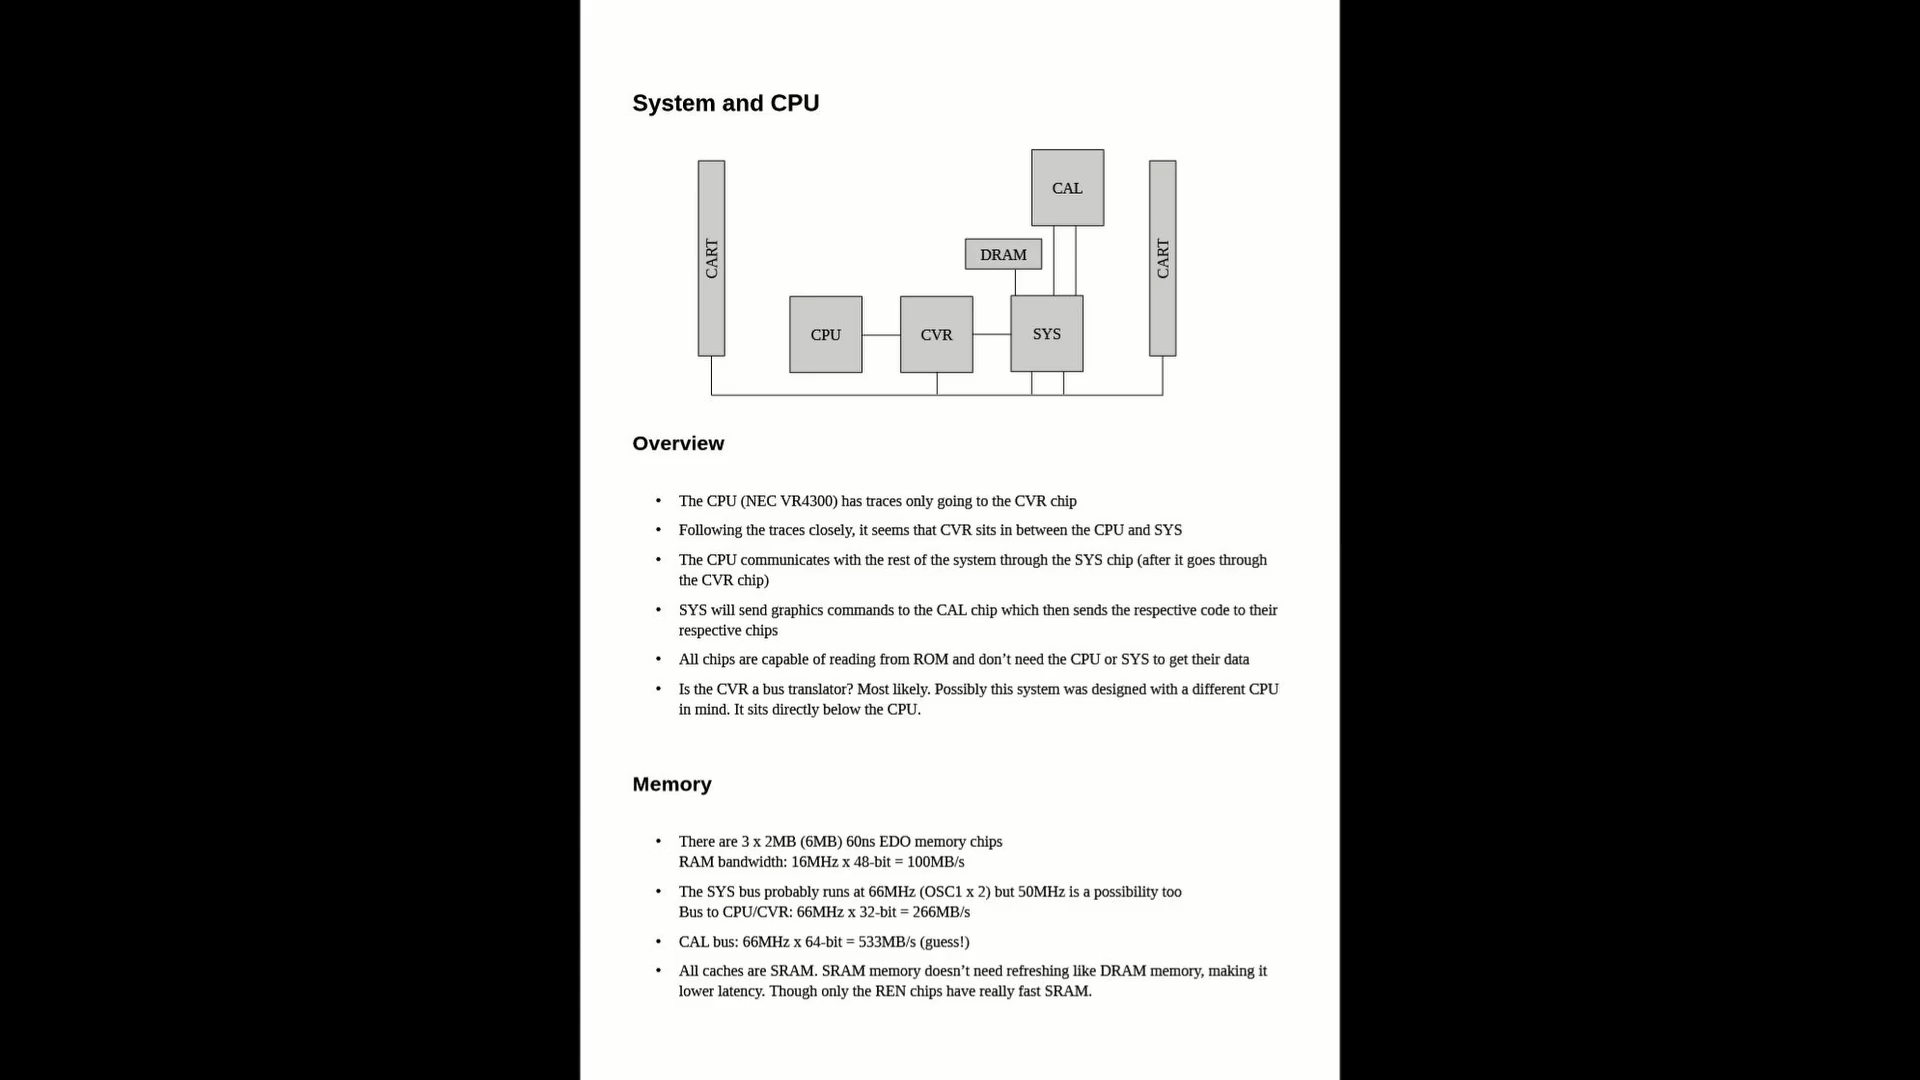 System and CPU
CAL
CART
CART
DRAM
CPU
CVR
SYS
Overview
• The CPU (NEC VR4300) has traces only going to the CVR chip
• Following the traces closely, it seems that CVR sits in between the CPU and SYS
• The CPU communicates with the rest of the system through the SYS chip (after it goes through
the CVR chip)
• SYS will send graphics commands to the CAL chip which then sends the respective code to their
respective chips
• All chips are capable of reading from ROM and don’t need the CPU or SYS to get their data
• Is the CVR a bus translator? Most likely. Possibly this system was designed with a different CPU
in mind. It sits directly below the CPU.
Memory
• There are 3 x 2MB (6MB) 60ns EDO memory chips
RAM bandwidth: 16MHz x 48-bit = 100MB/s
• The SYS bus probably runs at 66MHz (OSC1 x 2) but 50MHz is a possibility too
Bus to CPU/CVR: 66MHz x 32-bit = 266MB/s
• CAL bus: 66MHz x 64-bit = 533MB/s (guess!)
• All caches are SRAM. SRAM memory doesn’t need refreshing like DRAM memory, making it
lower latency. Though only the REN chips have really fast SRAM.